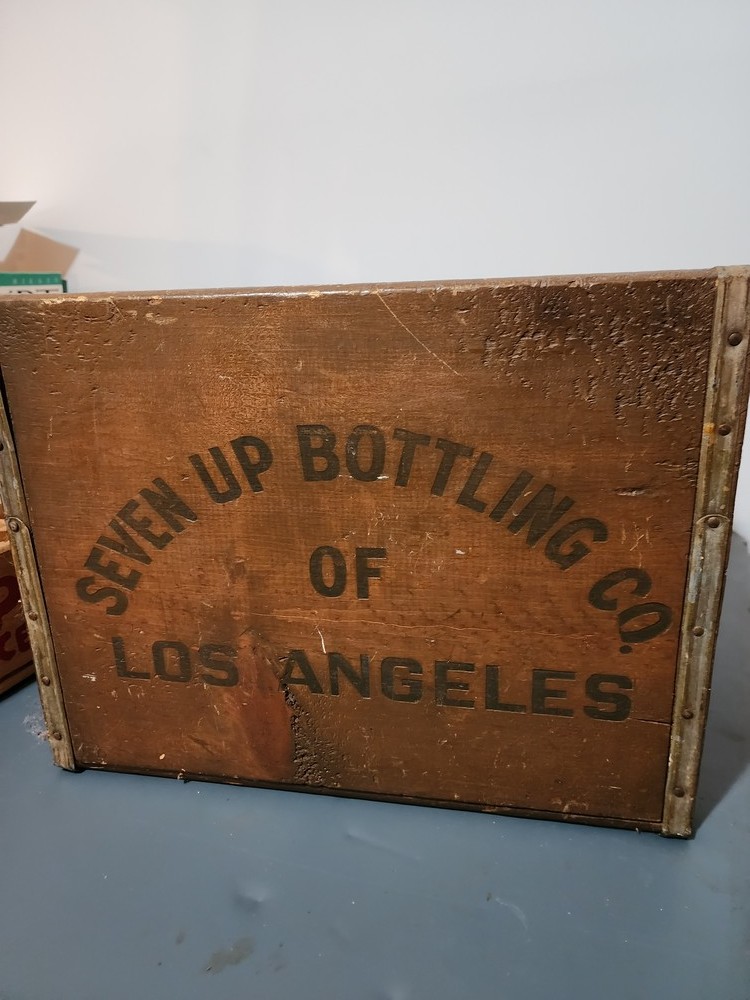 SEVEN UP BOTTLING CO.
OF
LOS ANGELES